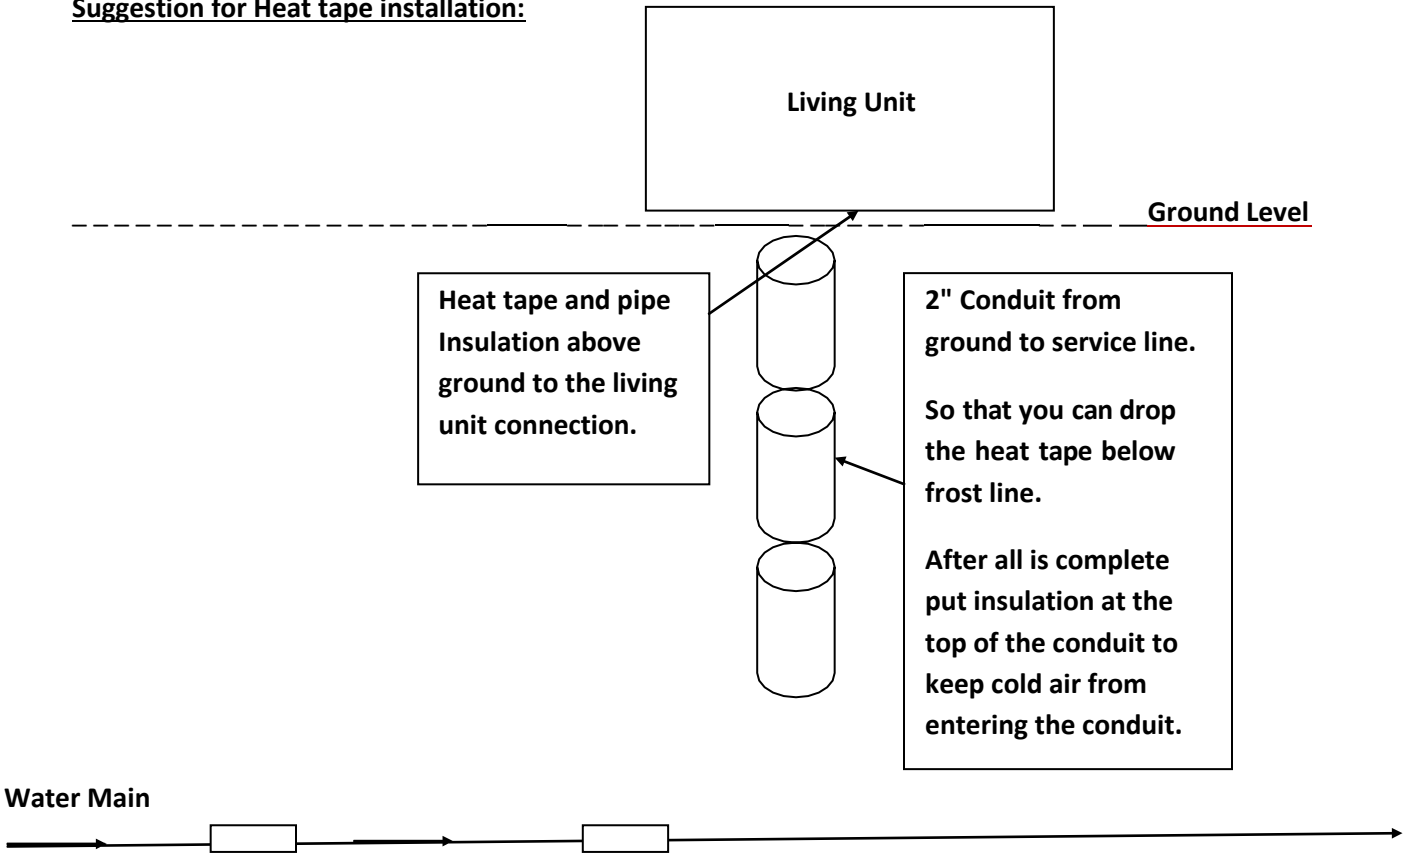 Suggestion for Heat tape installation:
Living Unit
Ground Level
Heat tape and pipe
Insulation above
ground to the living
unit connection.
2" Conduit from
ground to service line.
So that you can drop
the heat tape below
frost line.
After all is complete
put insulation at the
top of the conduit to
keep cold air from
entering the conduit.
Water Main